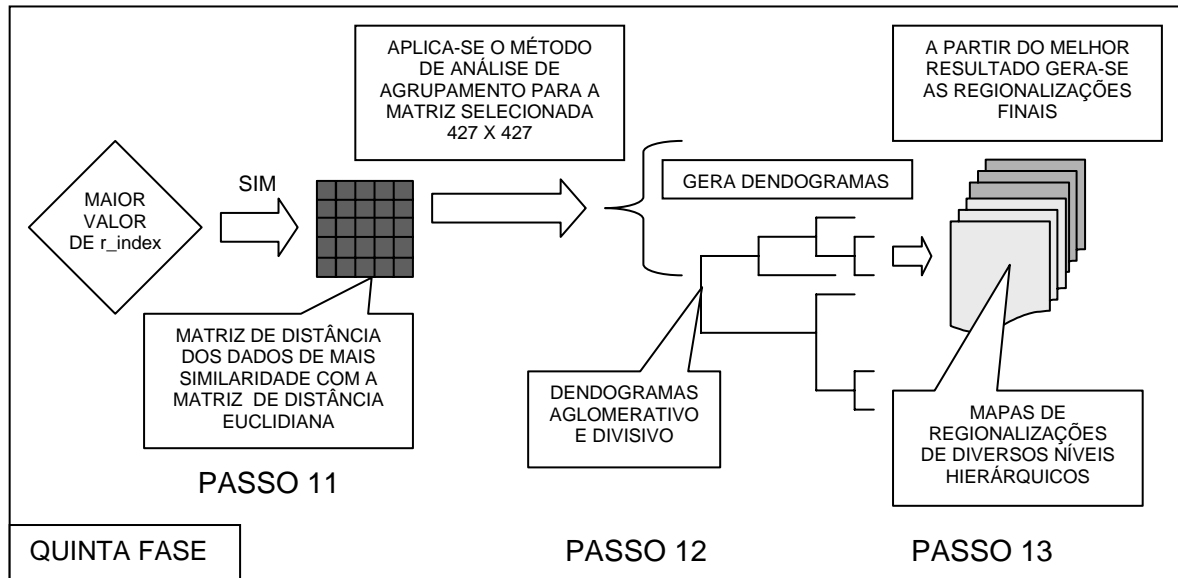 APLICA-SE O MÉTODO
DE ANÁLISE DE
AGRUPAMENTO PARA A
MATRIZ SELECIONADA
427 X 427
A PARTIR DO MELHOR
RESULTADO GERA-SE
AS REGIONALIZAÇÕES
FINAIS
MAIOR
VALOR
DE r_index
SIM
GERA DENDOGRAMAS
MATRIZ DE DISTÂNCIA
DOS DADOS DE MAIS
SIMILARIDADE COM A
MATRIZ DE DISTÂNCIA
EUCLIDIANA
DENDOGRAMAS
AGLOMERATIVO
E DIVISIVO
MAPAS DE
REGIONALIZAÇÕES
DE DIVERSOS NÍVEIS
HIERÁRQUICOS
PASSO 11
PASSO 12
PASSO 13
QUINTA FASE